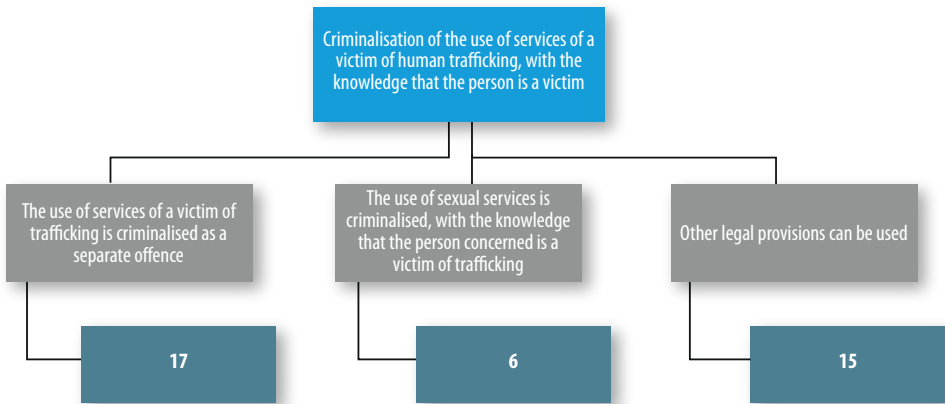 Criminalisation of the use of services of a
victim of human trafficking, with the
knowledge that the person is a victim
The use of services of a victim of
trafficking is criminalised as a
separate offence
The use of sexual services is
criminalised, with the knowledge
that the person concerned is a
victim of trafficking
Other legal provisions can be used
17
6
15